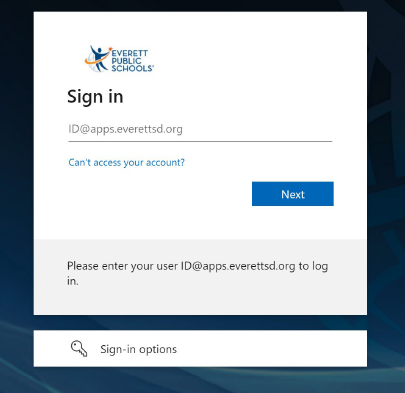 EVERETT
PUBLIC
SCHOOLS
Sign in
ID@apps.everettsd.org
Can't access your account?
Next
Please enter your user ID@apps.everettsd.org to log
in.
Sign-in options